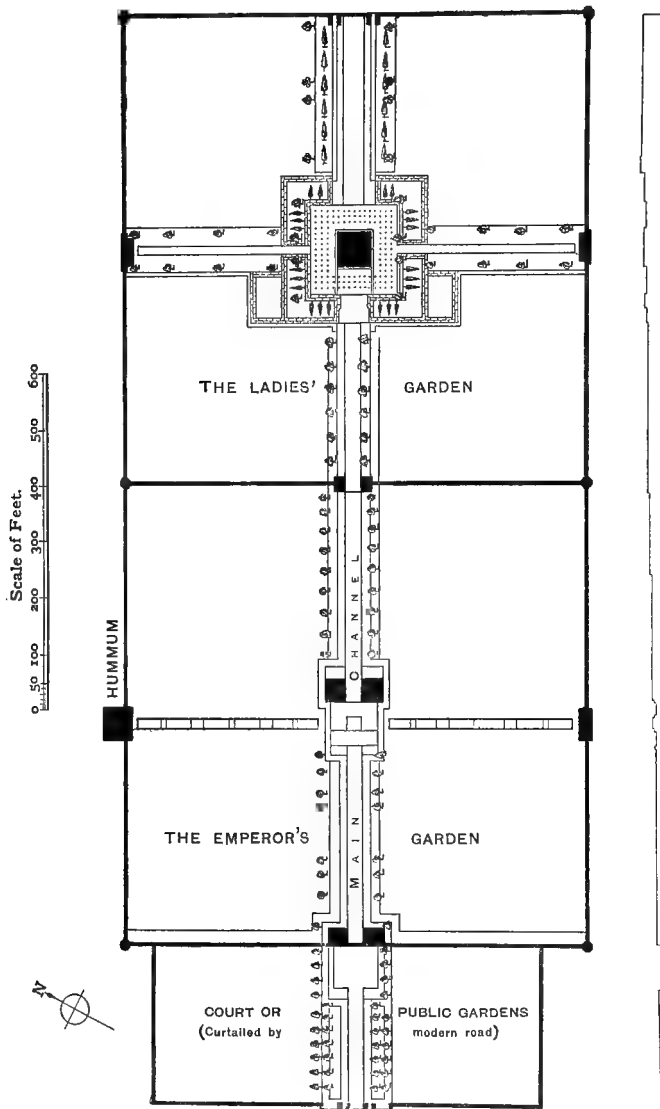 THE LADIES' GARDEN
600
500
400
300
200
100
50
0
Scale of Feet.
HUMMUM
CHANNEL
THE EMPEROR'S GARDEN
MAIN
N
COURT OR PUBLIC GARDENS
(Curtailed by modern road)